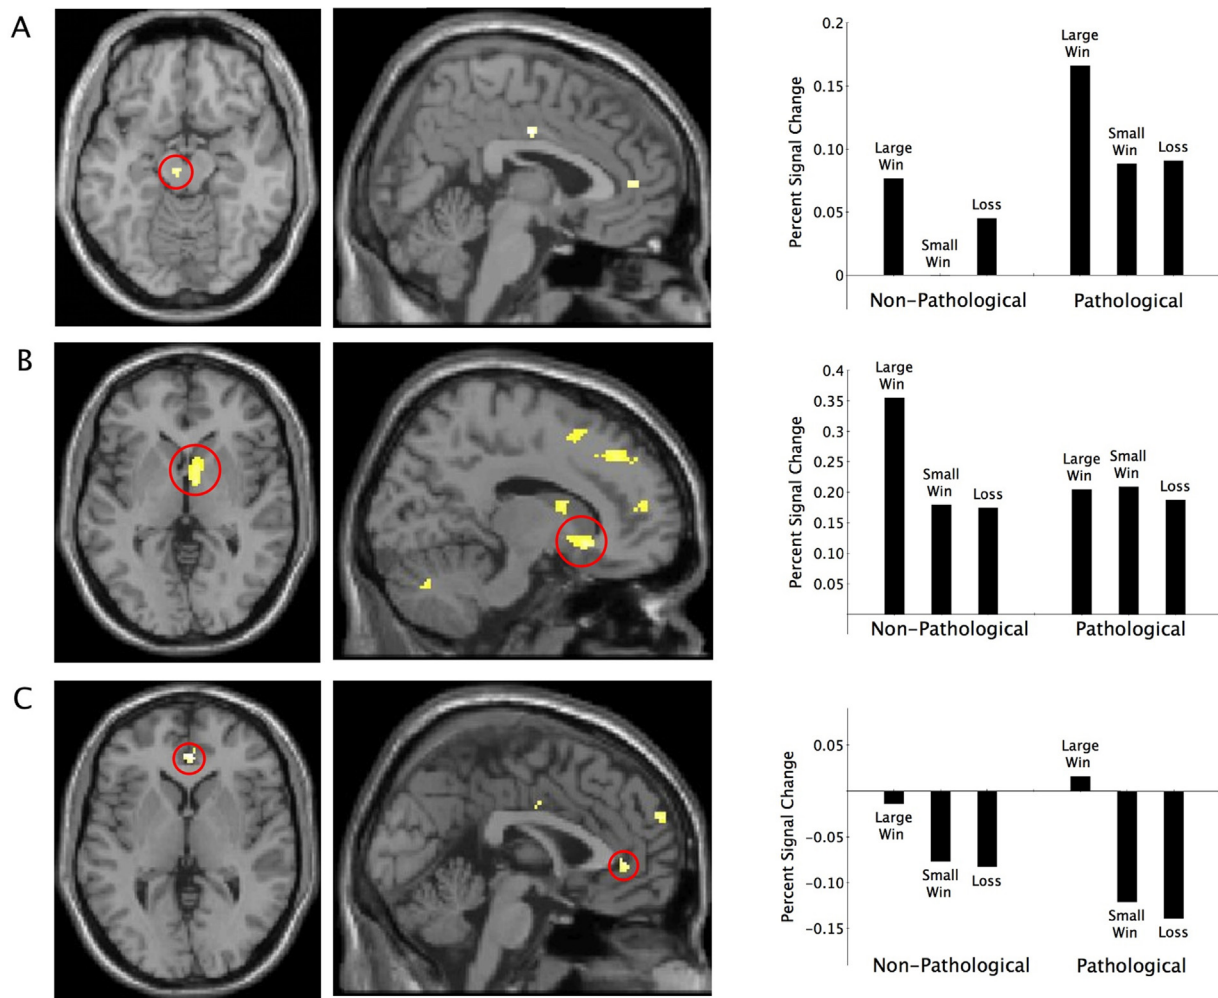 A
Percent Signal Change
0.2
0.15
0.10
0.05
0
Large
Win
Small
Win
Loss
Large
Win
Small
Win
Loss
Non-Pathological
Pathological
B
Percent Signal Change
0.4
0.35
0.30
0.25
0.20
0.15
0.10
0.05
Large
Win
Small
Win
Loss
Large
Win
Small
Win
Loss
Non-Pathological
Pathological
C
Percent Signal Change
0.05
-0.05
-0.10
-0.15
Large
Win
Small
Win
Loss
Large
Win
Small
Win
Loss
Non-Pathological
Pathological